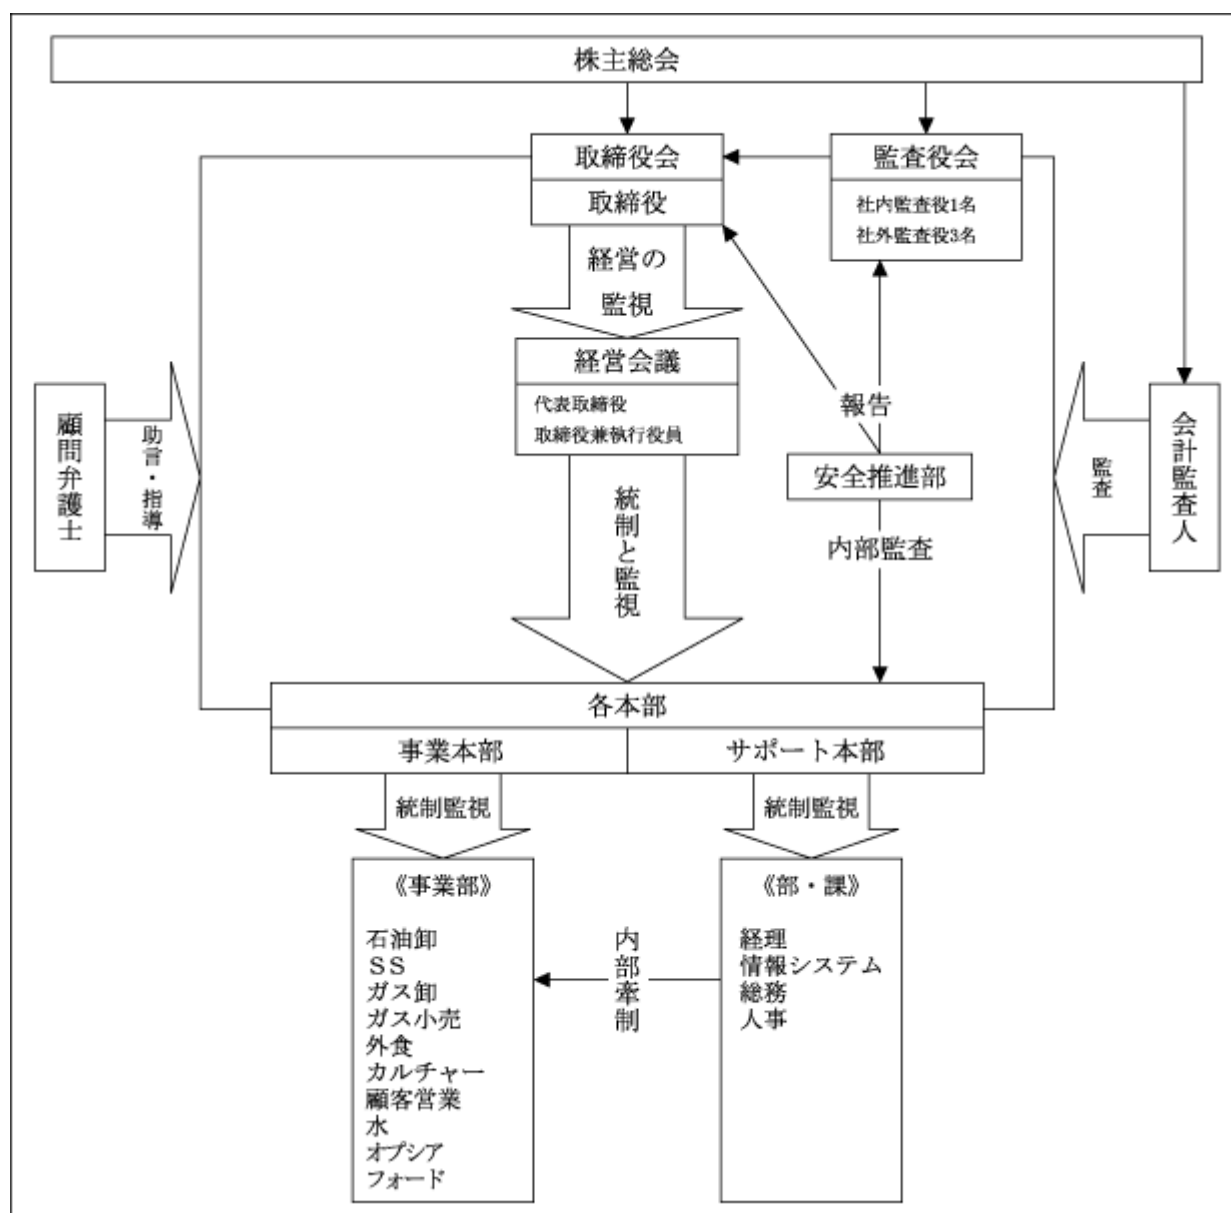 株主総会
取締役会
取締役
監査役会
社内監査役1名
社外監査役3名
経営の
監視
経営会議
代表取締役
取締役兼執行役員
顧問弁護士
助言・指導
報告
安全推進部
内部監査
監査
会計監査人
統制と監視
各本部
事業本部
サポート本部
統制監視
統制監視
《事業部》
石油卸
SS
ガス卸
ガス小売
外食
カルチャー
顧客営業
水
オプシア
フォード
内部牽制
《部・課》
経理
情報システム
総務
人事